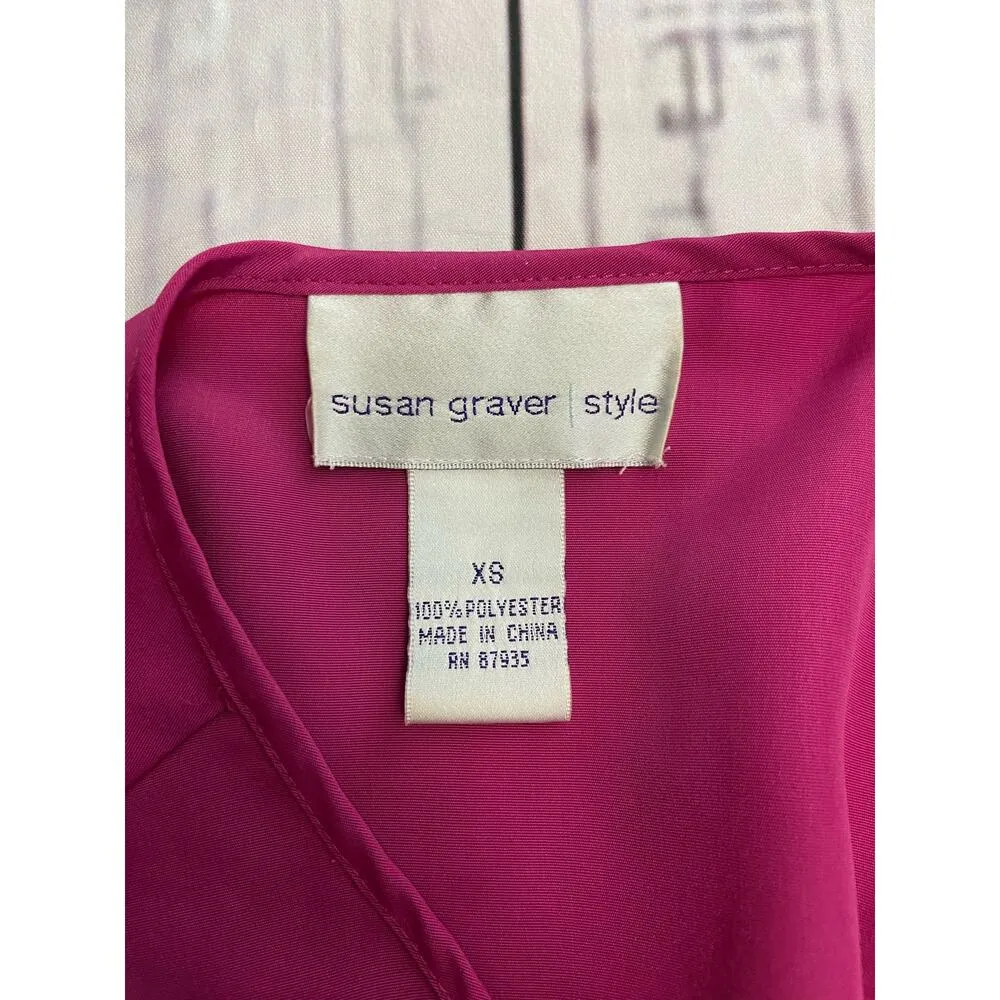 susan graver | style
XS
100% POLYESTER
MADE IN CHINA
RN 87935